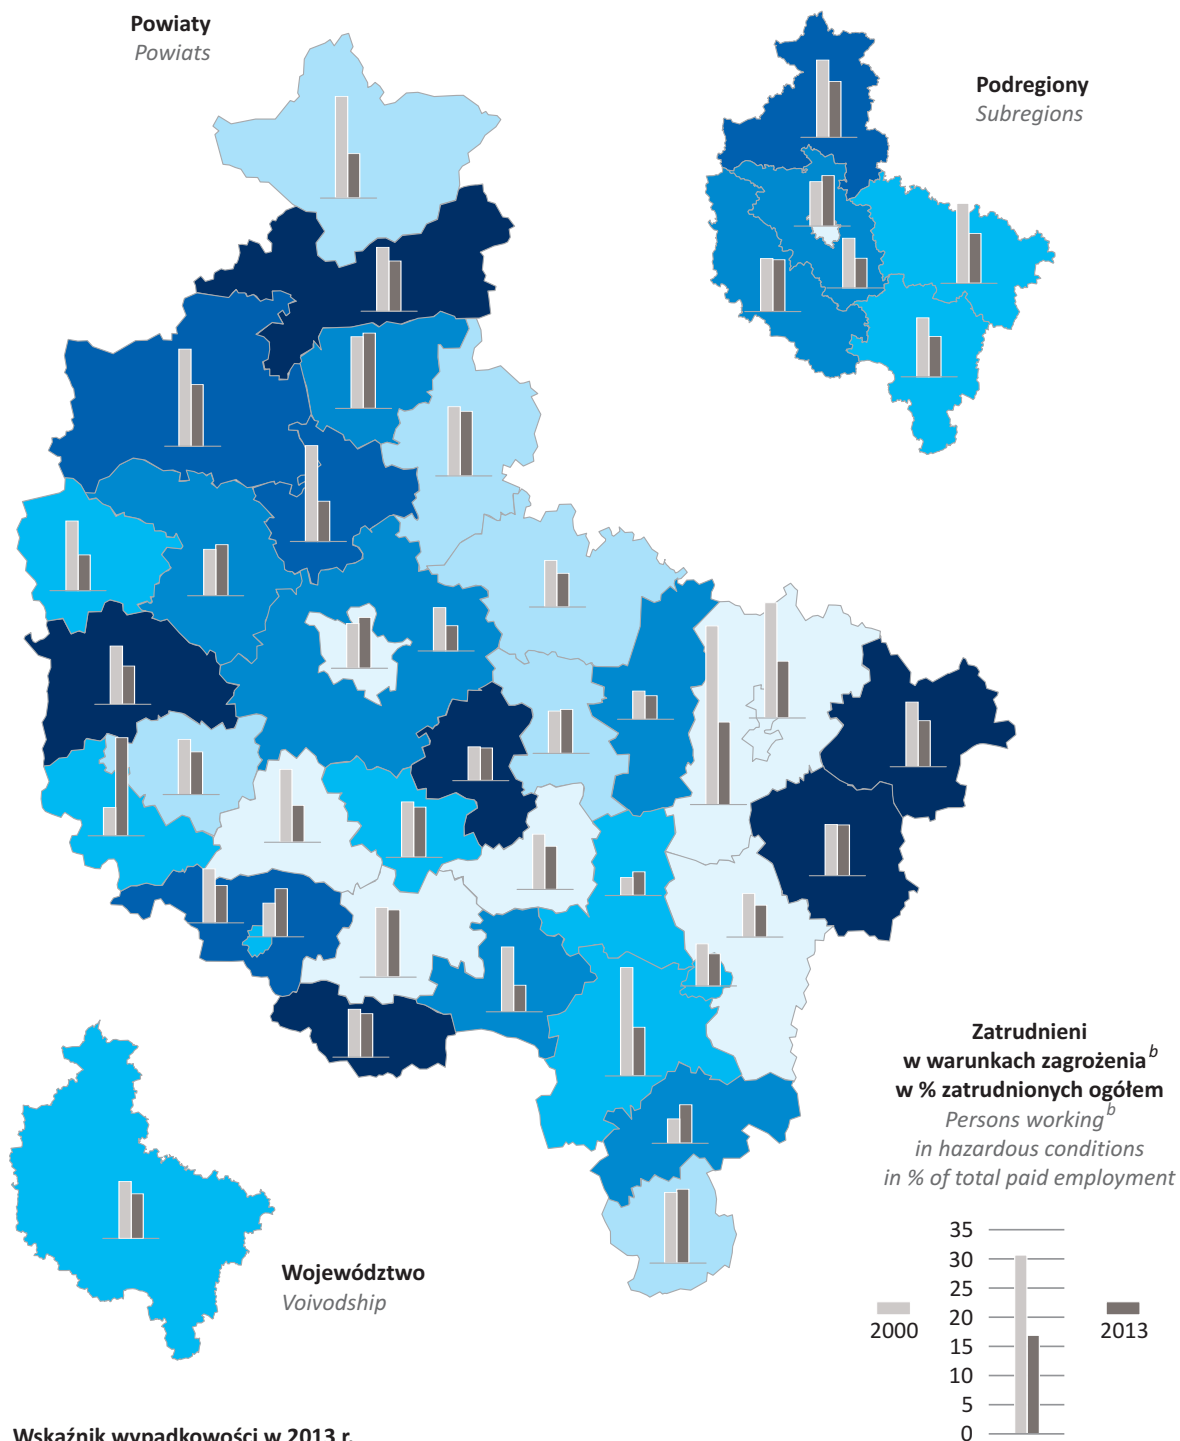 Powiaty
Powiats
Podregiony
Subregions
Zatrudnieni
w warunkach zagrożenia b
w % zatrudnionych ogółem
Persons working b
in hazardous conditions
in % of total paid employment
Województwo
Voivodship
35
30
25
20
15
10
5
0
2000
2013
Wskaźnik wypadkowości w 2013 r.